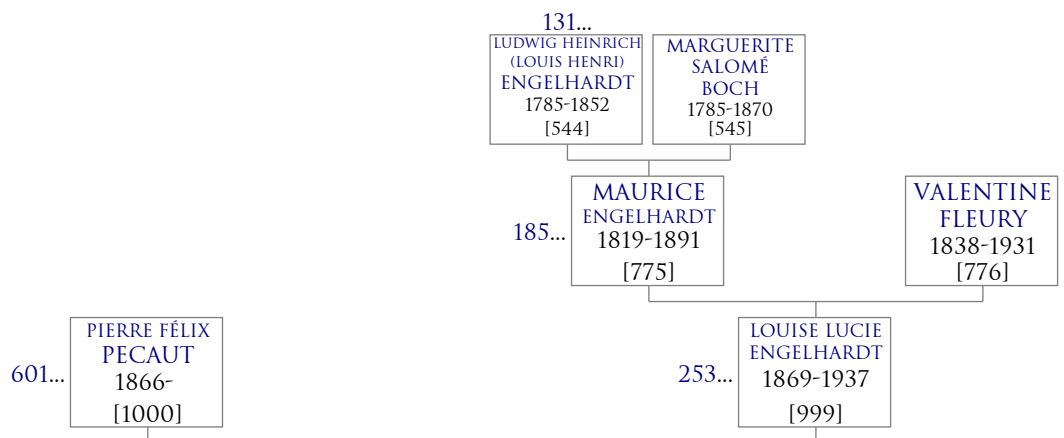 131...
LUDWIG HEINRICH
(LOUIS HENRI)
ENGELHARDT
1785-1852
[544]
MARGUERITE
SALOMÉ
BOCH
1785-1870
[545]
185...
MAURICE
ENGELHARDT
1819-1891
[775]
VALENTINE
FLEURY
1838-1931
[776]
601...
PIERRE FÉLIX
PECAUT
1866-
[1000]
253...
LOUISE LUCIE
ENGELHARDT
1869-1937
[999]